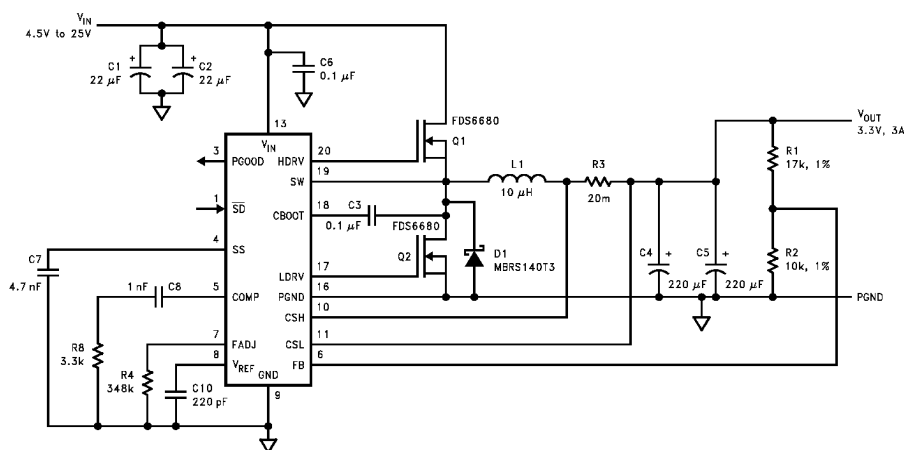 VIN
4.5V to 25V
C1
22 µF
+
C2
22 µF
+
C6
0.1 µF
13
VIN
3
PGOOD
HDRV
20
FDS6680
Q1
SW
19
L1
10 µH
R3
20m
VOUT
3.3V, 3A
R1
17k, 1%
1
SD
CBOOT
18
C3
0.1 µF
FDS6680
4
SS
Q2
D1
MBRS140T3
C7
4.7 nF
LDRV
17
C4
+
220 µF
C5
+
220 µF
R2
10k, 1%
1 nF
C8
5
COMP
PGND
16
PGND
CSH
10
R8
3.3k
7
FADJ
CSL
11
R4
348k
8
VREF
FB
6
GND
9
C10
220 pF